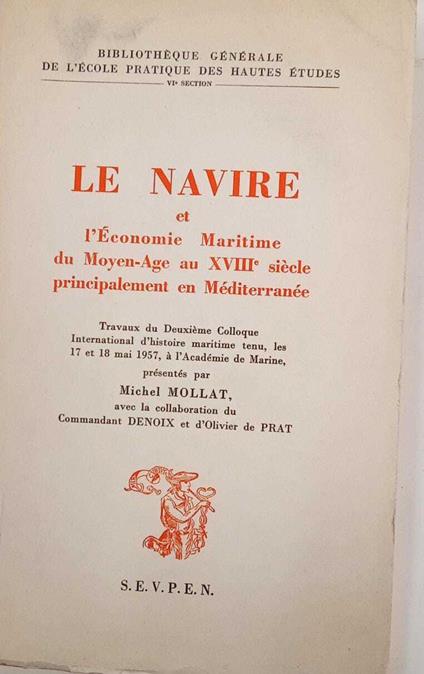 BIBLIOTHÈQUE GÉNÉRALE
DE L'ÉCOLE PRATIQUE DES HAUTES ÉTUDES
VIe SECTION
LE NAVIRE
et
l'Économie Maritime
du Moyen-Age au XVIIIe siècle
principalement en Méditerranée
Travaux du Deuxième Colloque
International d'histoire maritime tenu, les
17 et 18 mai 1957, à l'Académie de Marine,
présentés par
Michel MOLLAT,
avec la collaboration du
Commandant DENOIX et d'Olivier de PRAT
S.E.V.P.E.N.